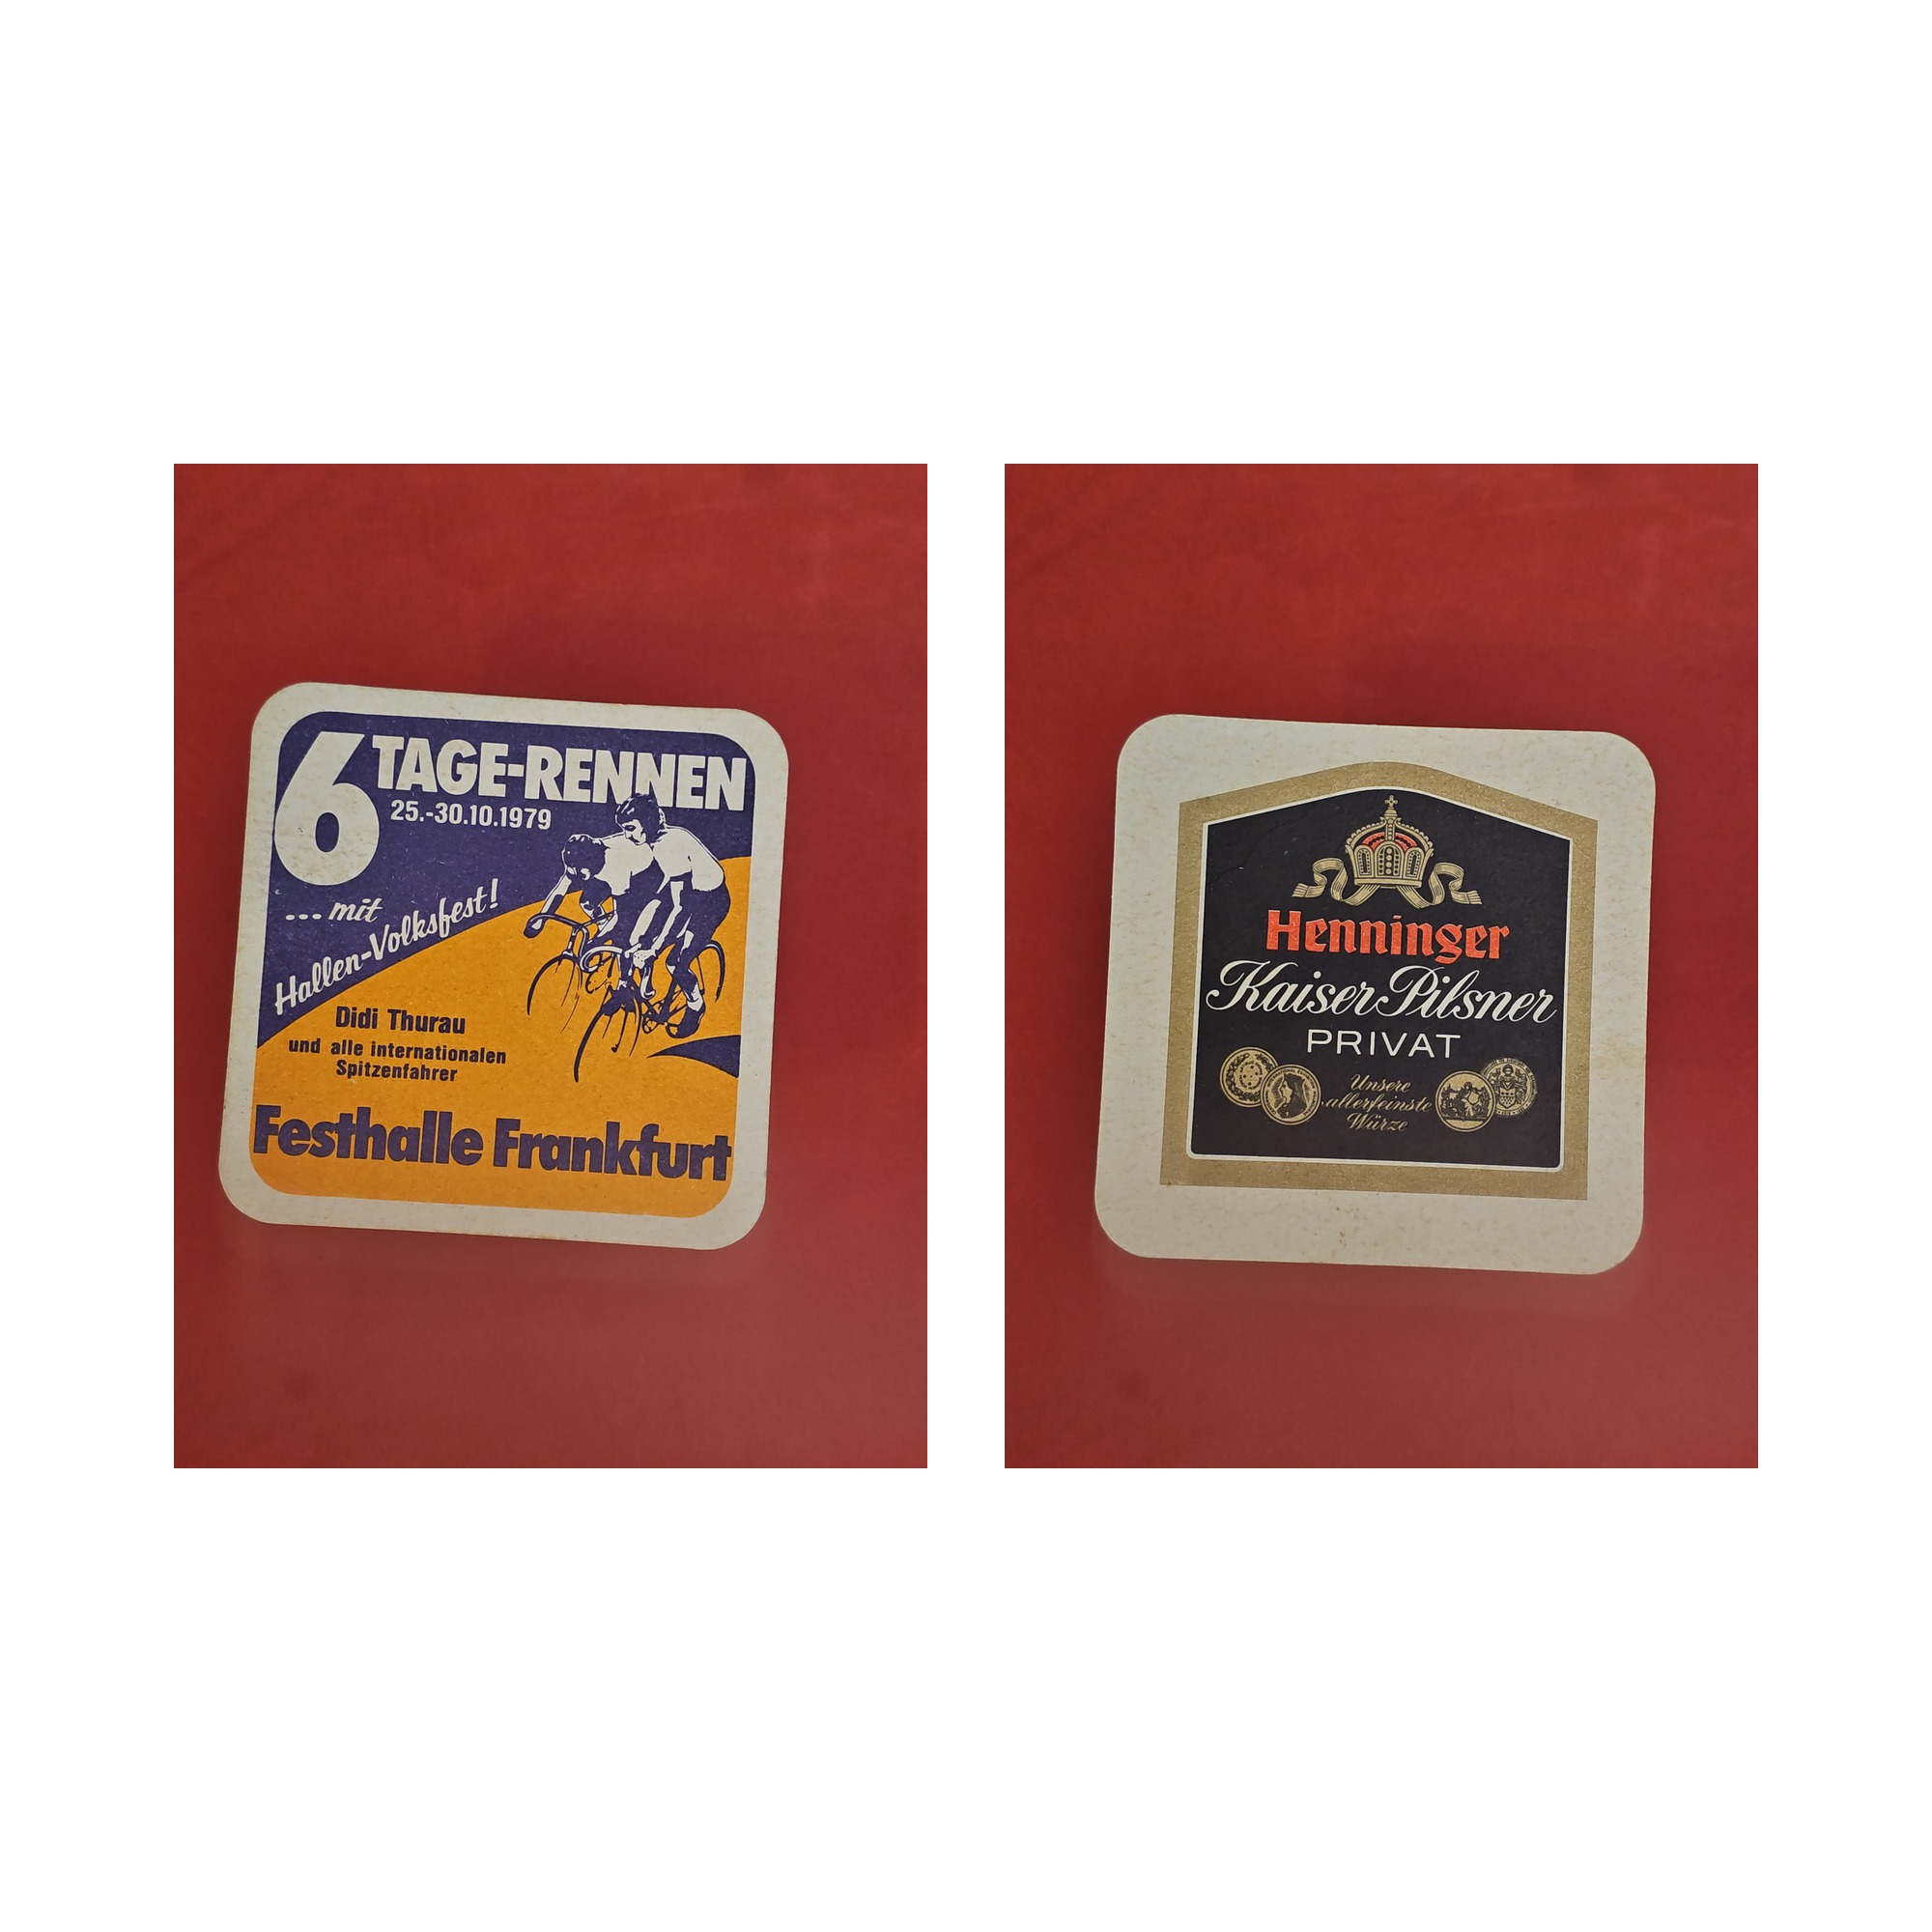 6 TAGE-RENNEN
25.-30.10.1979
... mit
Hallen-Volksfest!
Didi Thurau
und alle internationalen
Spitzenfahrer
Festhalle Frankfurt
Henninger
Kaiser Pilsner
PRIVAT
Unsere
allerfeinste
Würze